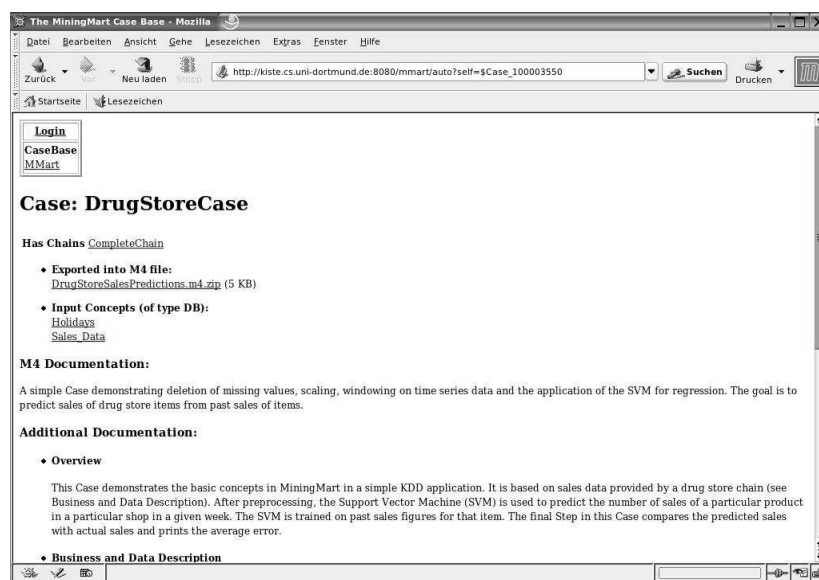 The MiningMart Case Base - Mozilla
Datei Bearbeiten Ansicht Gehe Lesezeichen Extras Fenster Hilfe
Zurück Vor Neu laden Stopp http://kiste.cs.uni-dortmund.de:8080/mmart/auto?self=$Case_100003550 Suchen Drucken
Startseite Lesezeichen
Login
CaseBase
MMart
Case: DrugStoreCase
Has Chains CompleteChain
Exported into M4 file:
DrugStoreSalesPredictions.m4.zip (5 KB)
Input Concepts (of type DB):
Holidays
Sales_Data
M4 Documentation:
A simple Case demonstrating deletion of missing values, scaling, windowing on time series data and the application of the SVM for regression. The goal is to
predict sales of drug store items from past sales of items.
Additional Documentation:
Overview
This Case demonstrates the basic concepts in MiningMart in a simple KDD application. It is based on sales data provided by a drug store chain (see
Business and Data Description). After preprocessing, the Support Vector Machine (SVM) is used to predict the number of sales of a particular product
in a particular shop in a given week. The SVM is trained on past sales figures for that item. The final Step in this Case compares the predicted sales
with actual sales and prints the average error.
Business and Data Description